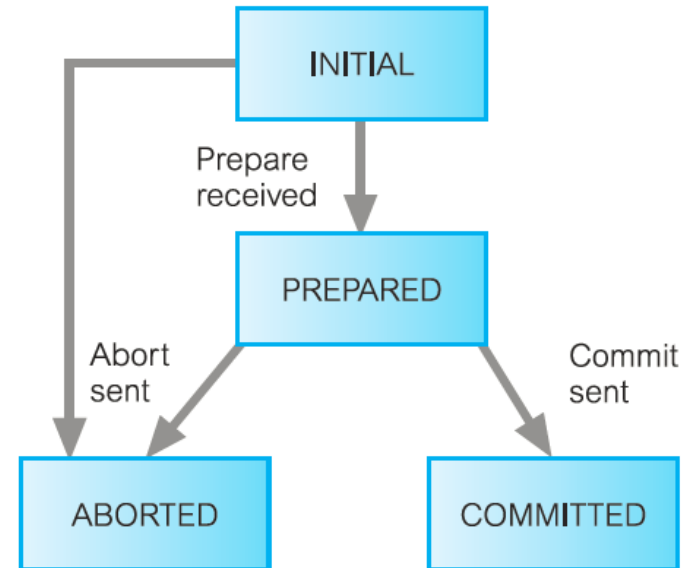 INITIAL
Prepare
received
PREPARED
Abort
sent
Commit
sent
ABORTED
COMMITTED